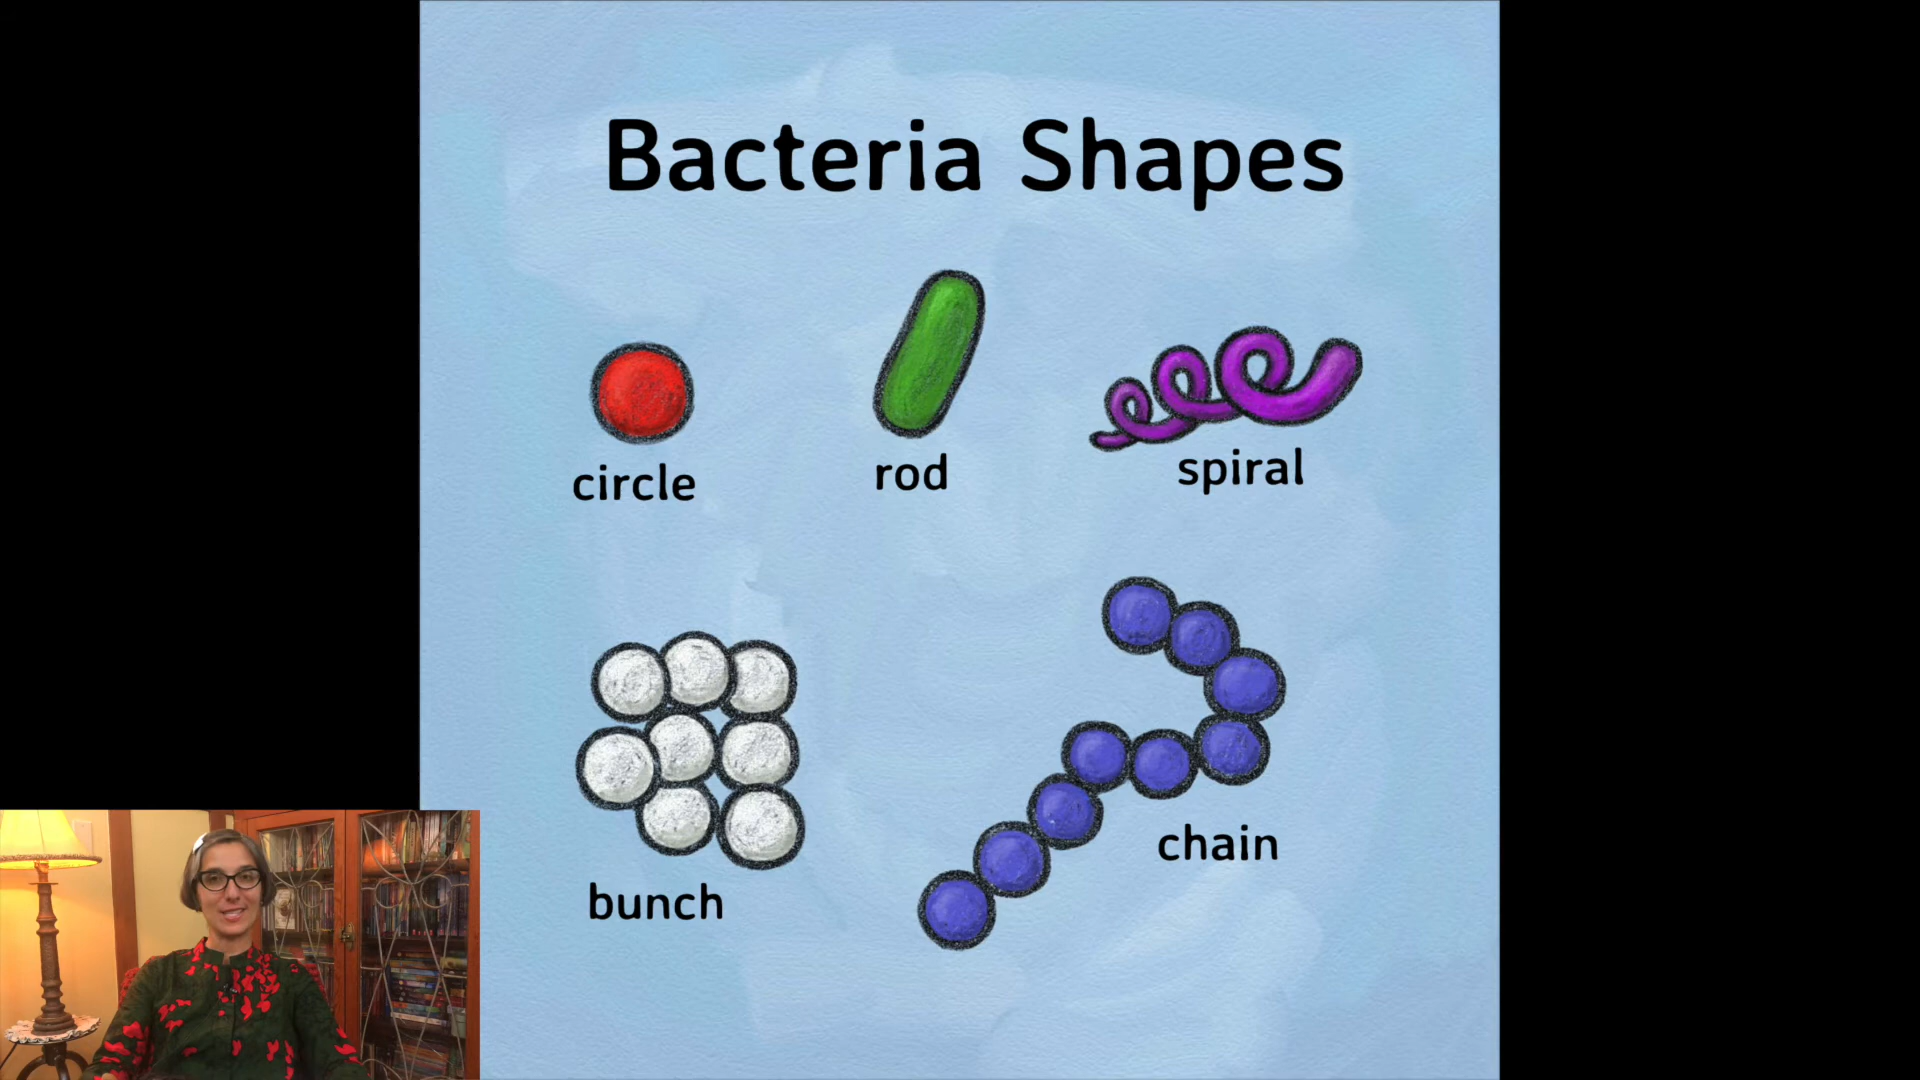 Bacteria Shapes
circle
rod
spiral
bunch
chain